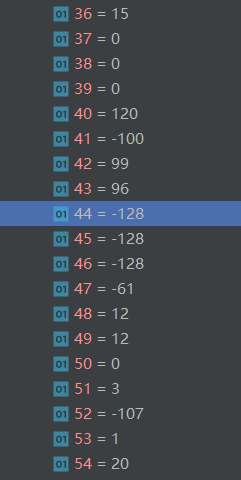 01 36 = 15
01 37 = 0
01 38 = 0
01 39 = 0
01 40 = 120
01 41 = -100
01 42 = 99
01 43 = 96
01 44 = -128
01 45 = -128
01 46 = -128
01 47 = -61
01 48 = 12
01 49 = 12
01 50 = 0
01 51 = 3
01 52 = -107
01 53 = 1
01 54 = 20